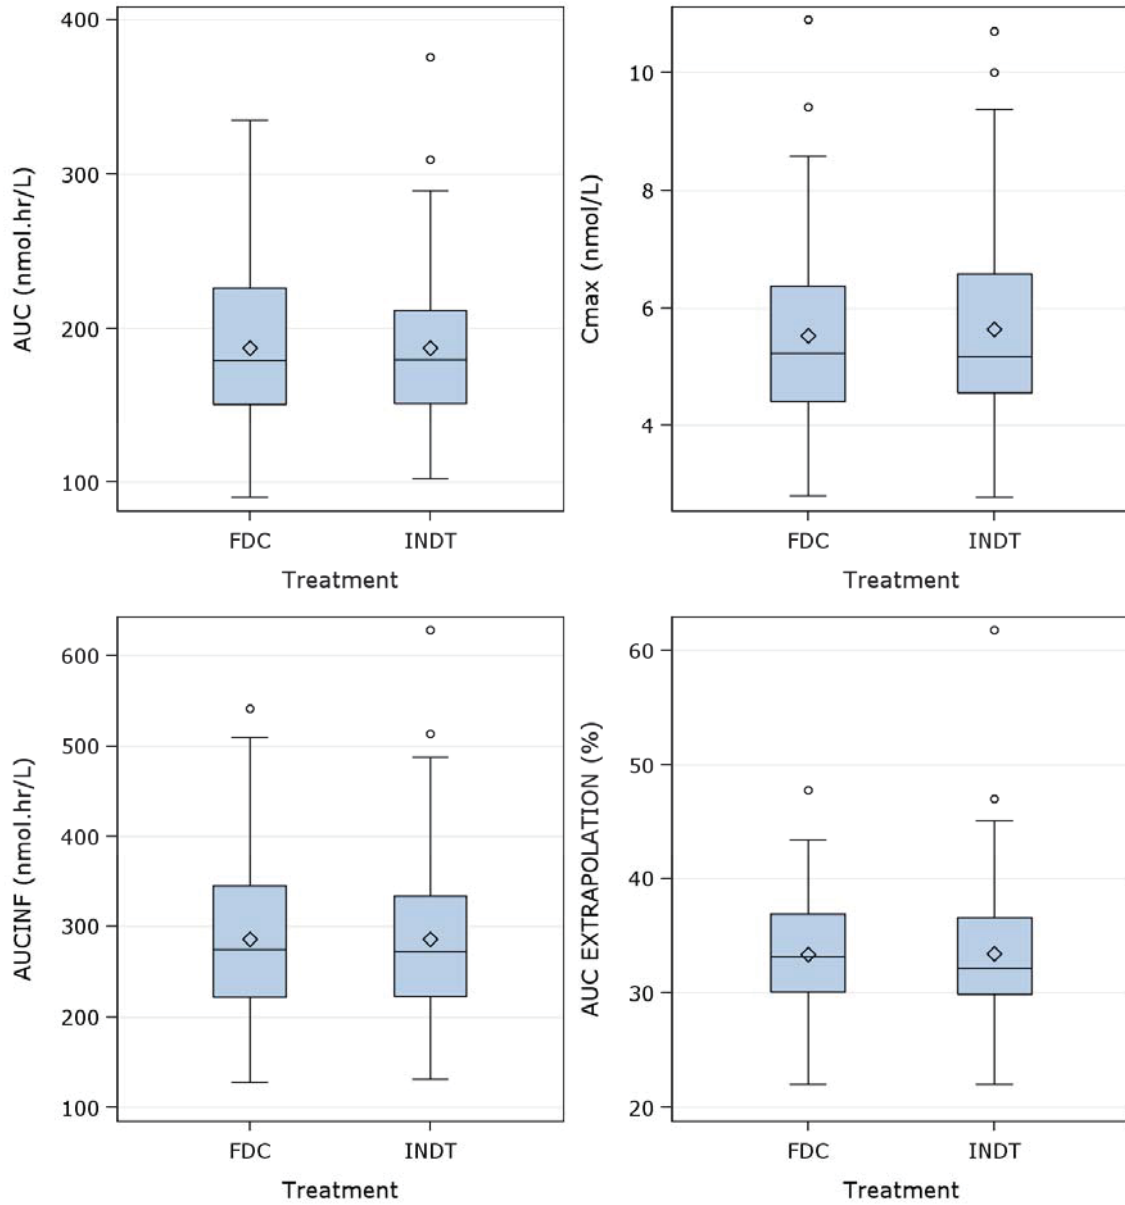 AUC (nmol.hr/L)
400
300
200
100
FDC INDT
Treatment
Cmax (nmol/L)
10
8
6
4
FDC INDT
Treatment
AUCINF (nmol.hr/L)
600
500
400
300
200
100
FDC INDT
Treatment
AUC EXTRAPOLATION (%)
60
50
40
30
20
FDC INDT
Treatment